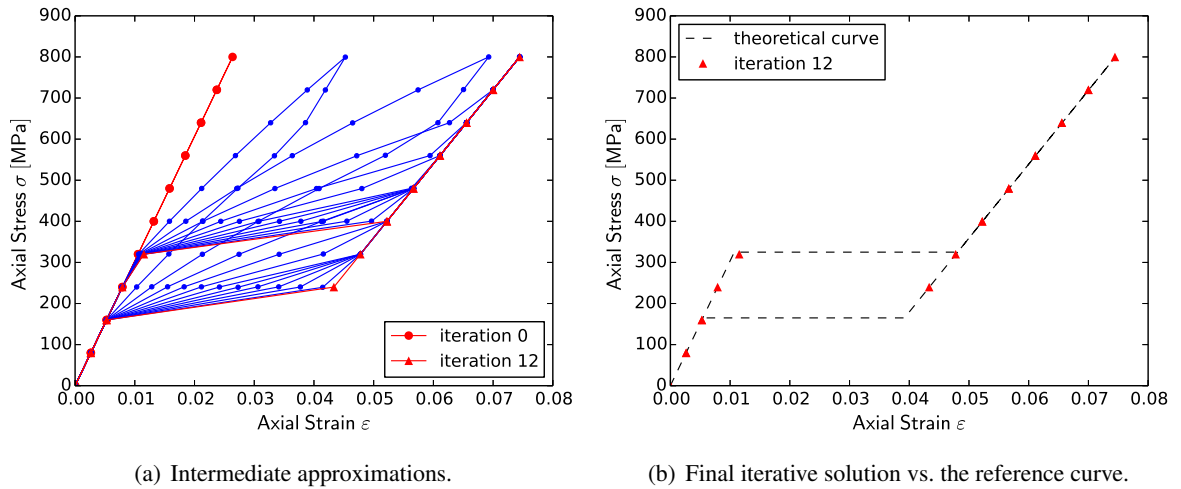 900
800
700
600
500
400
300
200
100
0
0.00 0.01 0.02 0.03 0.04 0.05 0.06 0.07 0.08
Axial Stress σ [MPa]
Axial Strain ε
iteration 0
iteration 12
(a) Intermediate approximations.
900
800
700
600
500
400
300
200
100
0
0.00 0.01 0.02 0.03 0.04 0.05 0.06 0.07 0.08
Axial Stress σ [MPa]
Axial Strain ε
theoretical curve
iteration 12
(b) Final iterative solution vs. the reference curve.